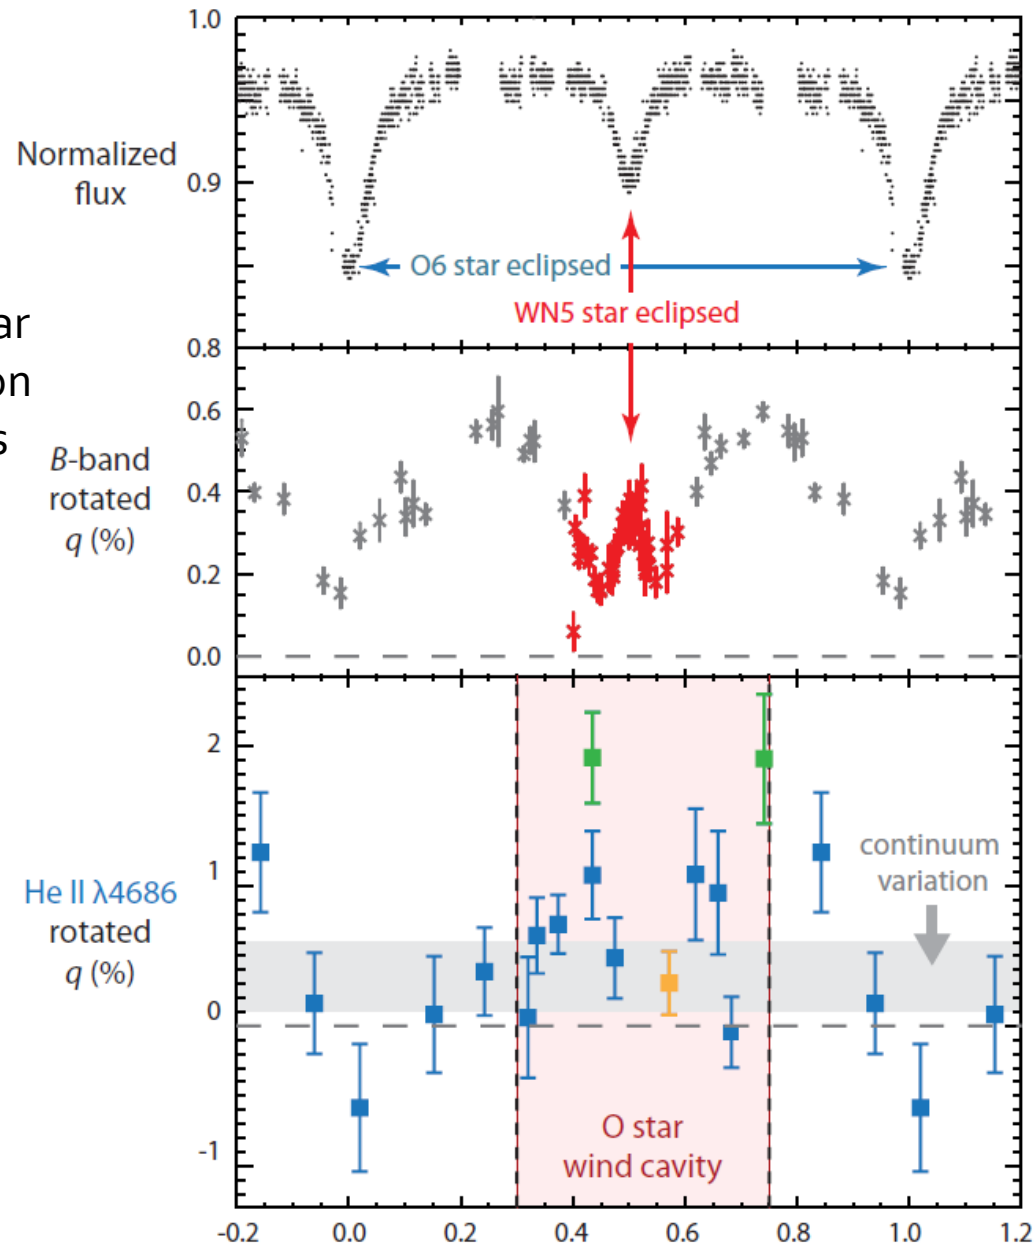 1.0
Normalized
flux
0.9
O6 star eclipsed
WN5 star eclipsed
ar
on
s
0.8
0.6
B-band
rotated
q (%)
0.4
0.2
0.0
2
1
continuum
variation
He II λ4686
rotated
q (%)
0
-1
O star
wind cavity
-0.2 0.0 0.2 0.4 0.6 0.8 1.0 1.2